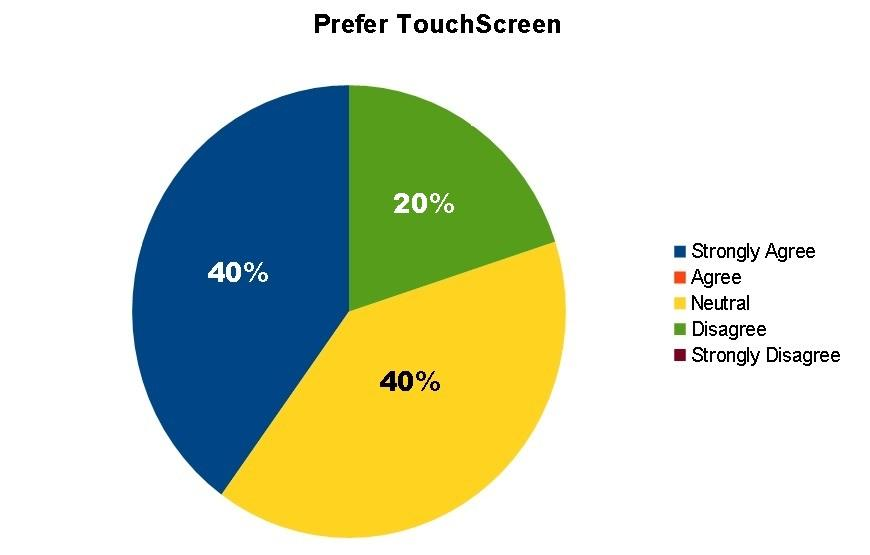 Prefer TouchScreen
20%
40%
40%
Strongly Agree
Agree
Neutral
Disagree
Strongly Disagree